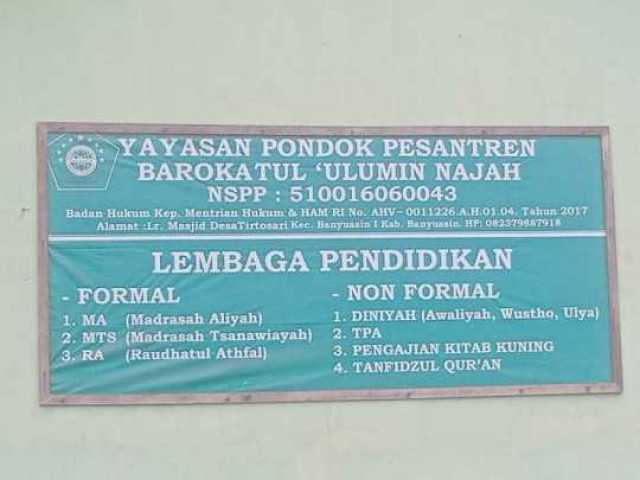 YAYASAN PONDOK PESANTREN
BAROKATUL 'ULUMIN NAJAH
NSPP : 510016060043
Badan Hukum Kep. Mentrian Hukum & HAM RI No. AHV-0011226.A.H.01.04. Tahun 2017
Alamat :Lr. Masjid DesaTirtosari Kec. Banyuasin I Kab. Banyuasin. HP; 082379887918
LEMBAGA PENDIDIKAN
- FORMAL
1. MA (Madrasah Aliyah)
2. MTS (Madrasah Tsanawiayah)
3. RA (Raudhatul Athfal)
- NON FORMAL
1. DINIYAH (Awaliyah, Wustho, Ulya)
2. TPA
3. PENGAJIAN KITAB KUNING
4. TANFIDZUL QUR'AN